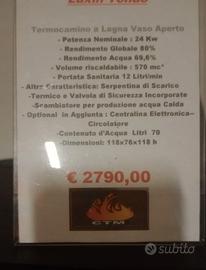 Termocamino a Legna Vaso Aperto
- Potenza Nominale : 24 Kw
- Rendimento Globale 80%
- Rendimento Acqua 69,6%
- Volume riscaldabile : 570 mc*
- Portata Sanitaria 12 Litri/min
- Altre Caratteristica: Serpentina di Scarico
-Termico e Valvola di Sicurezza Incorporate
-Scambiatore per produzione acqua Calda
-Optional in Aggiunta : Centralina Elettronica–
Circolatore
-Contenuto d'Acqua Litri 70
-Dimensioni: 118x76x118 h
€ 2790,00
CTM
subito